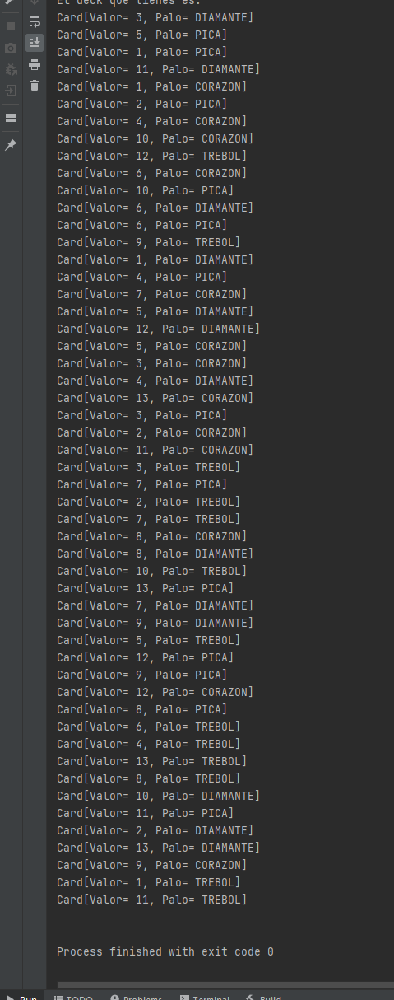 El deck que tienes es:
Card[Valor= 3, Palo= DIAMANTE]
Card[Valor= 5, Palo= PICA]
Card[Valor= 1, Palo= PICA]
Card[Valor= 11, Palo= DIAMANTE]
Card[Valor= 1, Palo= CORAZON]
Card[Valor= 2, Palo= PICA]
Card[Valor= 4, Palo= CORAZON]
Card[Valor= 10, Palo= CORAZON]
Card[Valor= 12, Palo= TREBOL]
Card[Valor= 6, Palo= CORAZON]
Card[Valor= 10, Palo= PICA]
Card[Valor= 6, Palo= DIAMANTE]
Card[Valor= 6, Palo= PICA]
Card[Valor= 9, Palo= TREBOL]
Card[Valor= 1, Palo= DIAMANTE]
Card[Valor= 4, Palo= PICA]
Card[Valor= 7, Palo= CORAZON]
Card[Valor= 5, Palo= DIAMANTE]
Card[Valor= 12, Palo= DIAMANTE]
Card[Valor= 5, Palo= CORAZON]
Card[Valor= 3, Palo= CORAZON]
Card[Valor= 4, Palo= DIAMANTE]
Card[Valor= 13, Palo= CORAZON]
Card[Valor= 3, Palo= PICA]
Card[Valor= 2, Palo= CORAZON]
Card[Valor= 11, Palo= CORAZON]
Card[Valor= 3, Palo= TREBOL]
Card[Valor= 7, Palo= PICA]
Card[Valor= 2, Palo= TREBOL]
Card[Valor= 7, Palo= TREBOL]
Card[Valor= 8, Palo= CORAZON]
Card[Valor= 8, Palo= DIAMANTE]
Card[Valor= 10, Palo= TREBOL]
Card[Valor= 13, Palo= PICA]
Card[Valor= 7, Palo= DIAMANTE]
Card[Valor= 9, Palo= DIAMANTE]
Card[Valor= 5, Palo= TREBOL]
Card[Valor= 12, Palo= PICA]
Card[Valor= 9, Palo= PICA]
Card[Valor= 12, Palo= CORAZON]
Card[Valor= 8, Palo= PICA]
Card[Valor= 6, Palo= TREBOL]
Card[Valor= 4, Palo= TREBOL]
Card[Valor= 13, Palo= TREBOL]
Card[Valor= 8, Palo= TREBOL]
Card[Valor= 10, Palo= DIAMANTE]
Card[Valor= 11, Palo= PICA]
Card[Valor= 2, Palo= DIAMANTE]
Card[Valor= 13, Palo= DIAMANTE]
Card[Valor= 9, Palo= CORAZON]
Card[Valor= 1, Palo= TREBOL]
Card[Valor= 11, Palo= TREBOL]
Process finished with exit code 0
Run TODO Problems Terminal Build